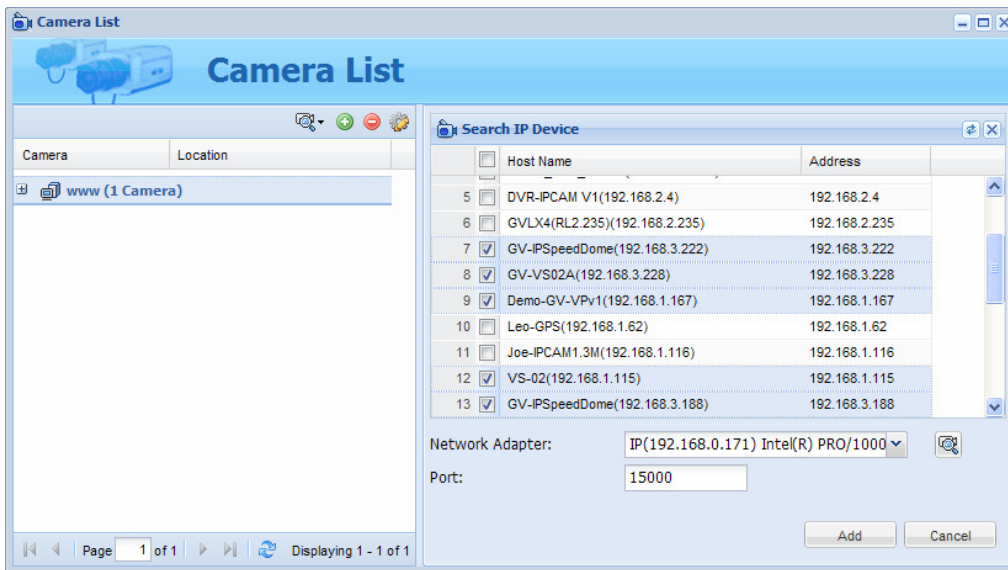 Camera List
Camera List
Camera Location
www (1 Camera)
Page 1 of 1 Displaying 1 - 1 of 1
Search IP Device
Host Name Address
5 DVR-IPCAM V1(192.168.2.4) 192.168.2.4
6 GVLX4(RL2.235)(192.168.2.235) 192.168.2.235
7 GV-IPSpeedDome(192.168.3.222) 192.168.3.222
8 GV-VS02A(192.168.3.228) 192.168.3.228
9 Demo-GV-VPv1(192.168.1.167) 192.168.1.167
10 Leo-GPS(192.168.1.62) 192.168.1.62
11 Joe-IPCAM1.3M(192.168.1.116) 192.168.1.116
12 VS-02(192.168.1.115) 192.168.1.115
13 GV-IPSpeedDome(192.168.3.188) 192.168.3.188
Network Adapter: IP(192.168.0.171) Intel(R) PRO/1000
Port: 15000
Add Cancel